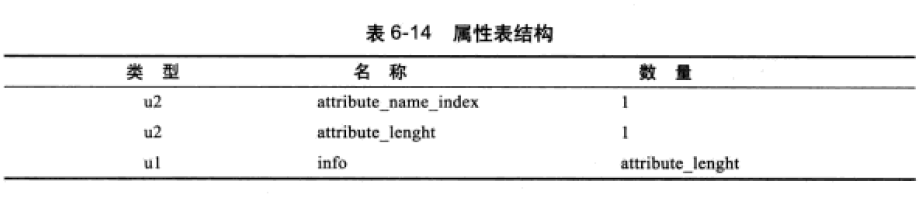 表 6-14 属性表结构
类 型 名 称 数 量
u2 attribute_name_index 1
u2 attribute_lenght 1
u1 info attribute_lenght